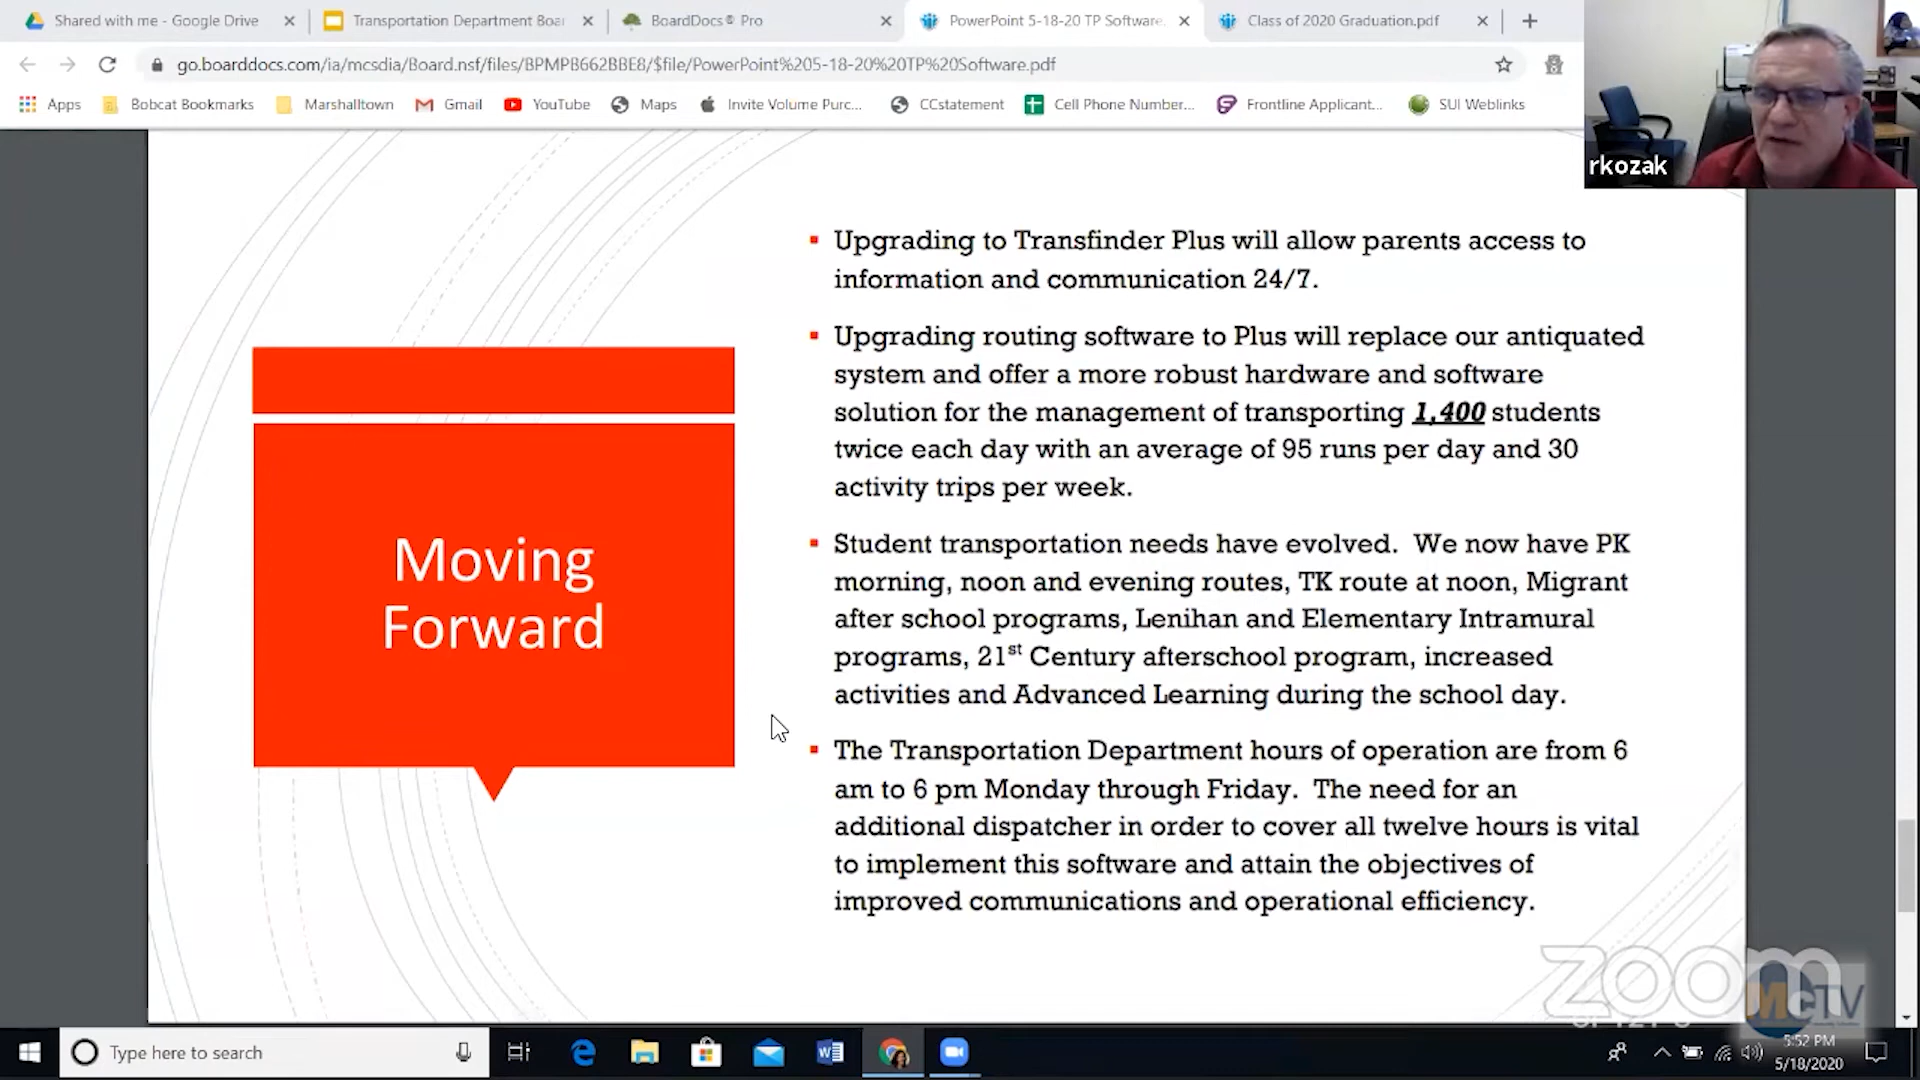 Shared with me - Google Drive
Transportation Department Boar
BoardDocs® Pro
PowerPoint 5-18-20 TP Software.
Class of 2020 Graduation.pdf
go.boarddocs.com/ia/mcsdia/Board.nsf/files/BPMPB662BBE8/$file/PowerPoint%205-18-20%20TP%20Software.pdf
Apps
Bobcat Bookmarks
Marshalltown
Gmail
YouTube
Maps
Invite Volume Purc...
CCstatement
Cell Phone Number...
Frontline Applicant...
SUI Weblinks
rkozak
Moving
Forward
Upgrading to Transfinder Plus will allow parents access to
information and communication 24/7.
Upgrading routing software to Plus will replace our antiquated
system and offer a more robust hardware and software
solution for the management of transporting 1,400 students
twice each day with an average of 95 runs per day and 30
activity trips per week.
Student transportation needs have evolved. We now have PK
morning, noon and evening routes, TK route at noon, Migrant
after school programs, Lenihan and Elementary Intramural
programs, 21st Century afterschool program, increased
activities and Advanced Learning during the school day.
The Transportation Department hours of operation are from 6
am to 6 pm Monday through Friday. The need for an
additional dispatcher in order to cover all twelve hours is vital
to implement this software and attain the objectives of
improved communications and operational efficiency.
zoom
McTV
Type here to search
5:52 PM
5/18/2020